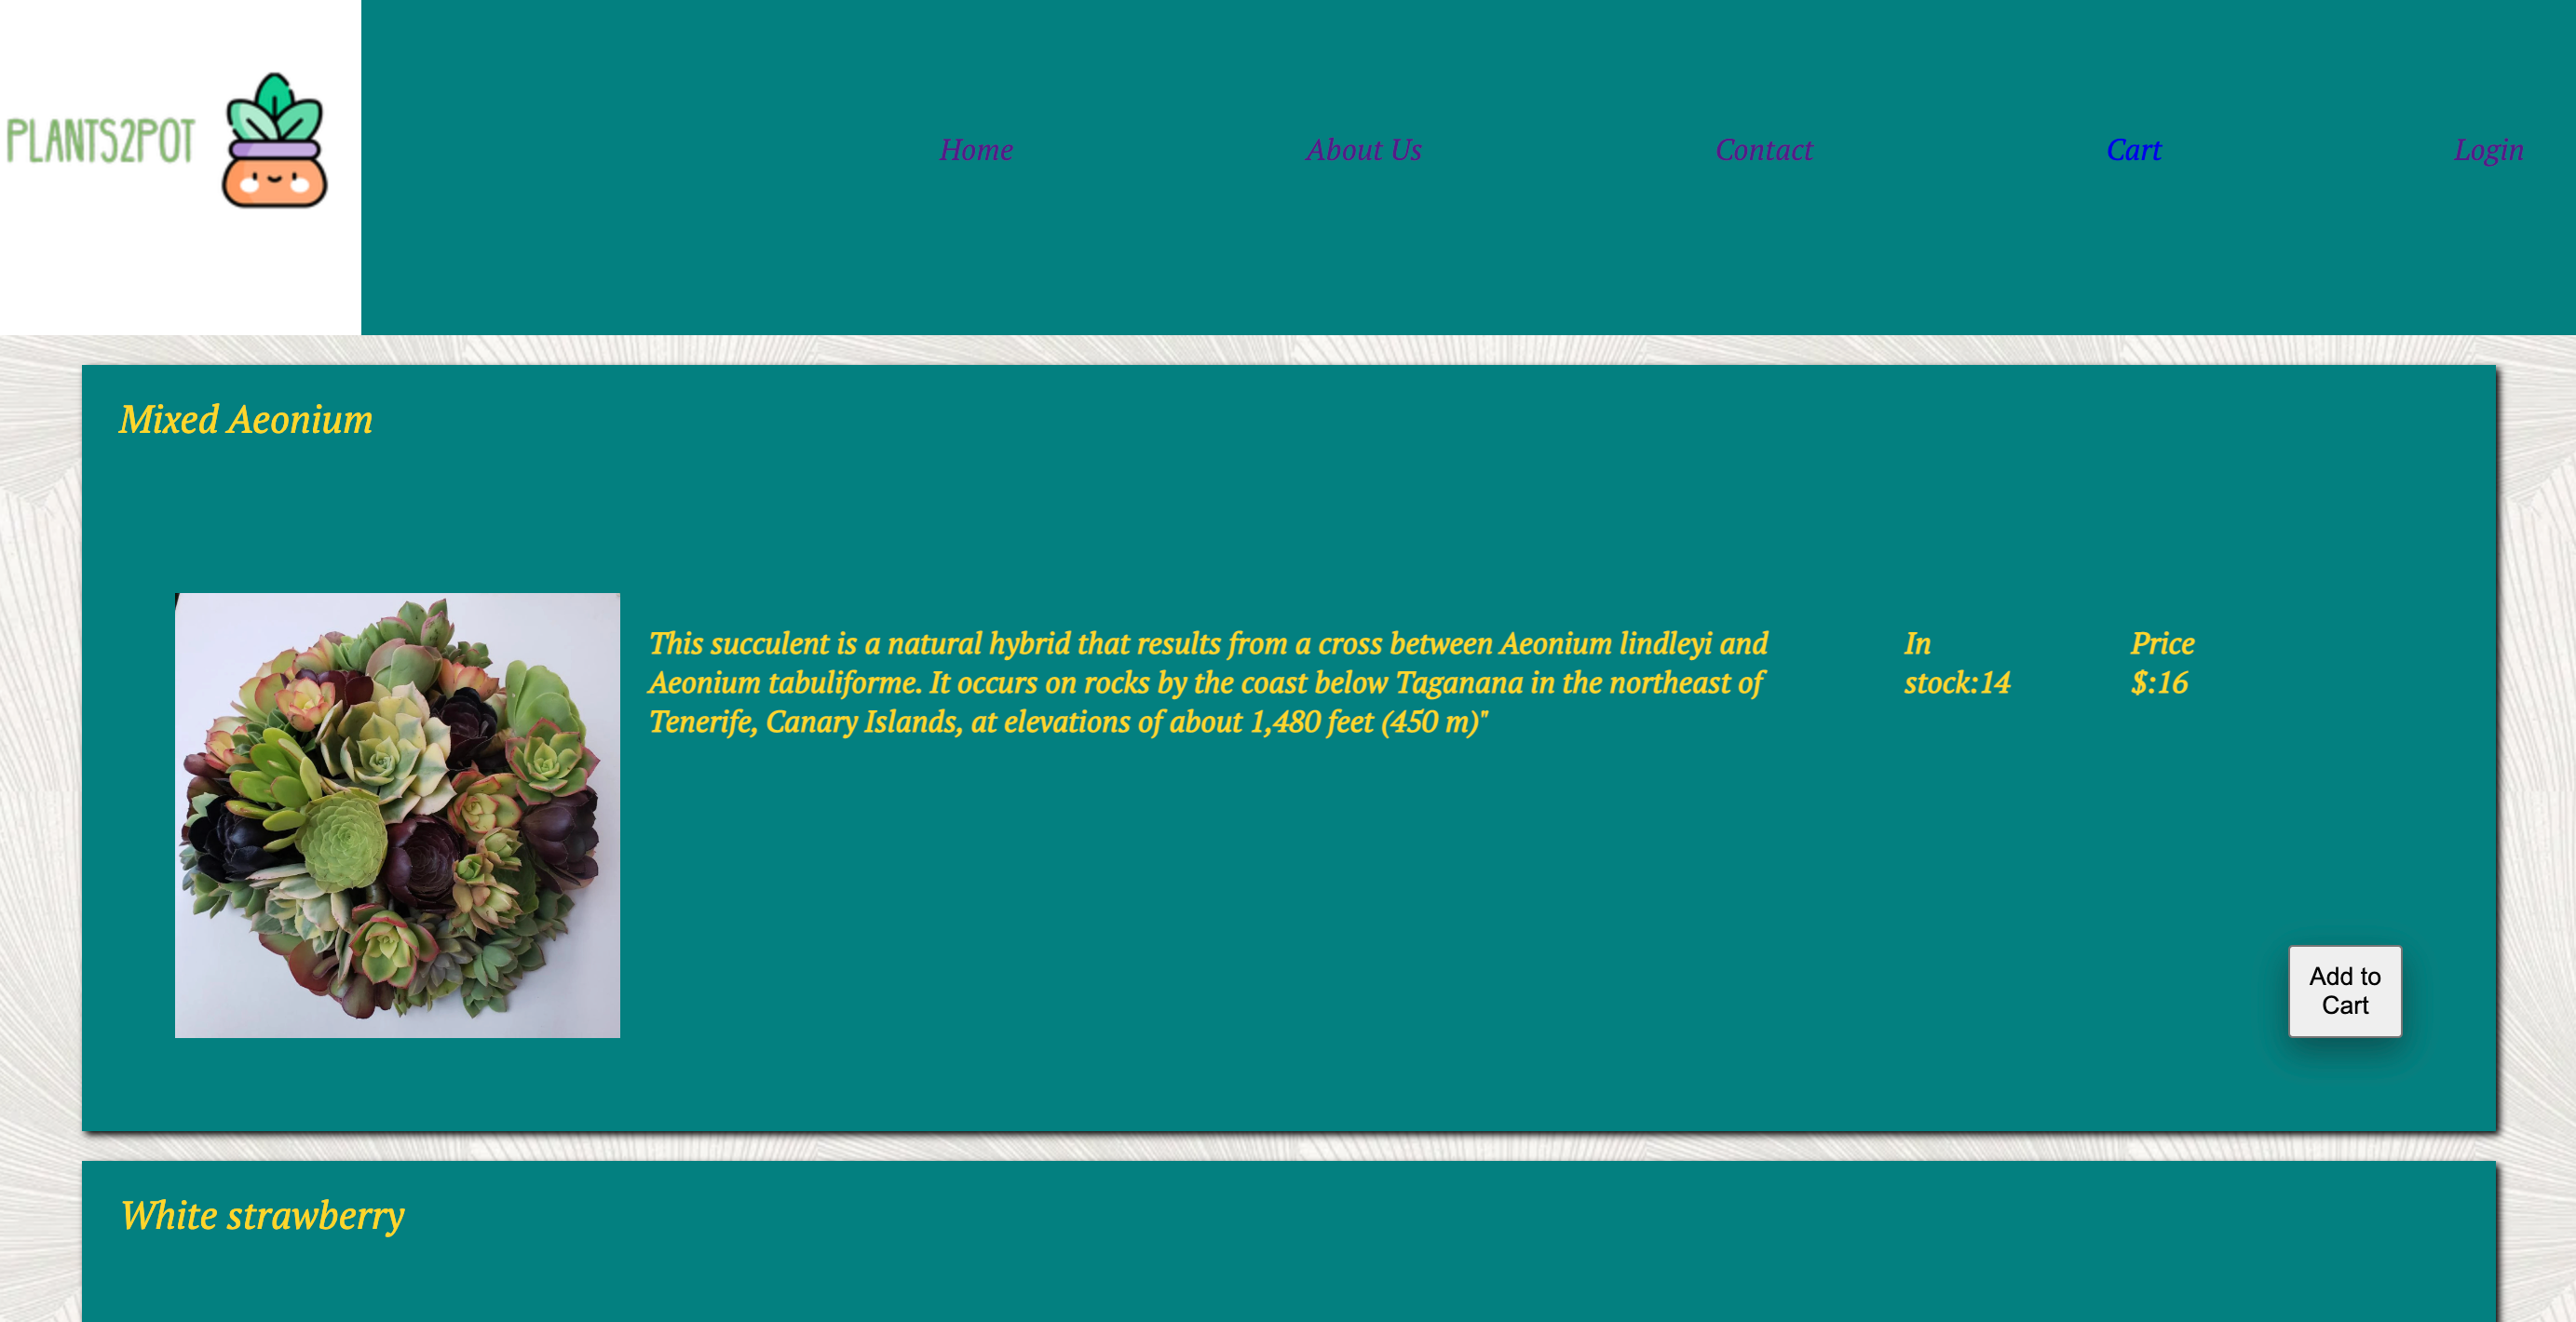 PLANTS2POT
Home
About Us
Contact
Cart
Login
Mixed Aeonium
This succulent is a natural hybrid that results from a cross between Aeonium lindleyi and
Aeonium tabuliforme. It occurs on rocks by the coast below Taganana in the northeast of
Tenerife, Canary Islands, at elevations of about 1,480 feet (450 m)"
In
stock:14
Price
$:16
Add to
Cart
White strawberry